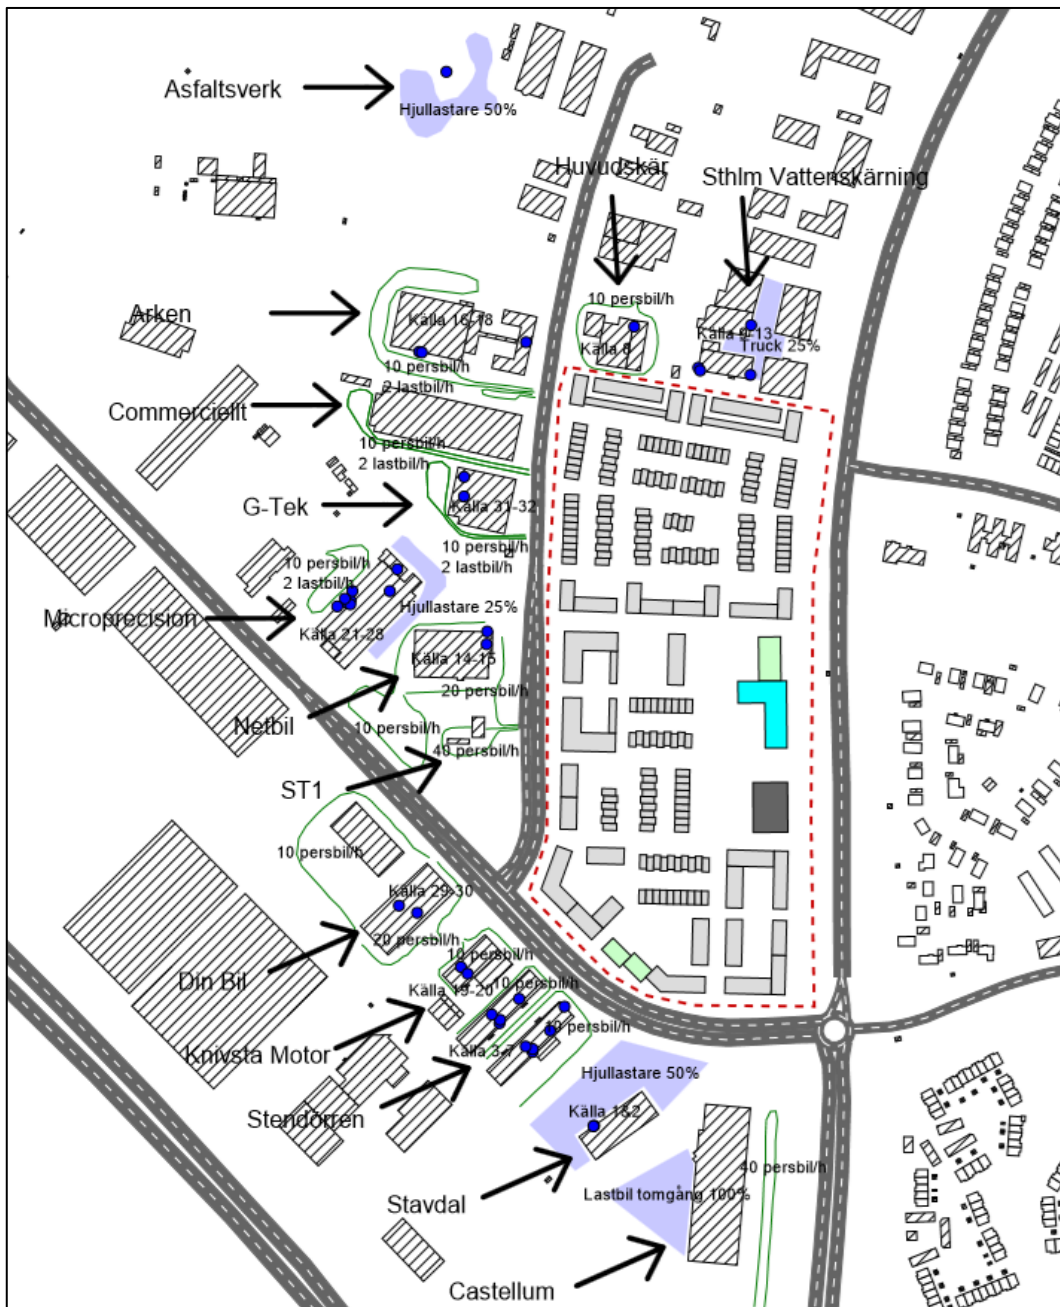 Asfaltsverk
Hjullastare 50%
Huvudskär
Sthlm Vattenskärning
10 persbil/h
Arken
Källa 16-18
Källa 8
Källa 9-13
Truck 25%
10 persbil/h
2 lastbil/h
Commerciellt
10 persbil/h
2 lastbil/h
G-Tek
Källa 31-32
10 persbil/h
2 lastbil/h
10 persbil/h
2 lastbil/h
Hjullastare 25%
Microprecision
Källa 21-28
Källa 14-15
20 persbil/h
Netbil
10 persbil/h
40 persbil/h
ST1
10 persbil/h
Källa 29-30
20 persbil/h
10 persbil/h
Din Bil
Källa 19-20
10 persbil/h
10 persbil/h
Knivsta Motor
Källa 3-7
Hjullastare 50%
Stendörren
Källa 1&2
40 persbil/h
Lastbil tomgång 100%
Stavdal
Castellum